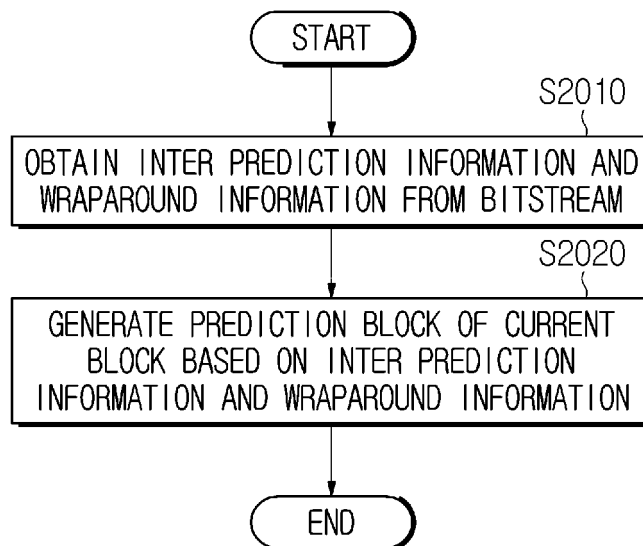 START
S2010
OBTAIN INTER PREDICTION INFORMATION AND
WRAPAROUND INFORMATION FROM BITSTREAM
S2020
GENERATE PREDICTION BLOCK OF CURRENT
BLOCK BASED ON INTER PREDICTION
INFORMATION AND WRAPAROUND INFORMATION
END